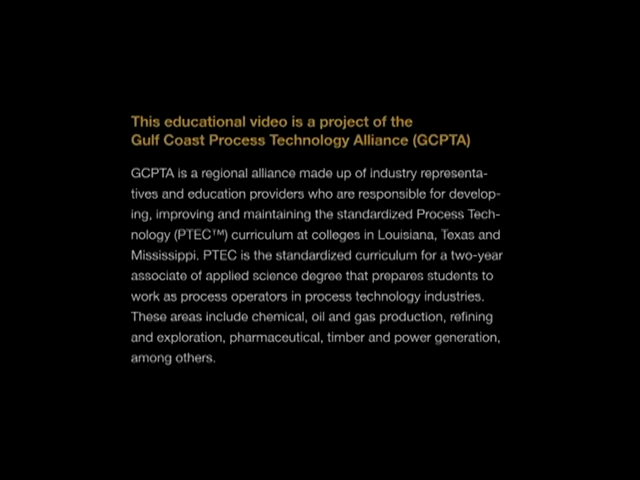 This educational video is a project of the
Gulf Coast Process Technology Alliance (GCPTA)
GCPTA is a regional alliance made up of industry representa-
tives and education providers who are responsible for develop-
ing, improving and maintaining the standardized Process Tech-
nology (PTEC™) curriculum at colleges in Louisiana, Texas and
Mississippi. PTEC is the standardized curriculum for a two-year
associate of applied science degree that prepares students to
work as process operators in process technology industries.
These areas include chemical, oil and gas production, refining
and exploration, pharmaceutical, timber and power generation,
among others.